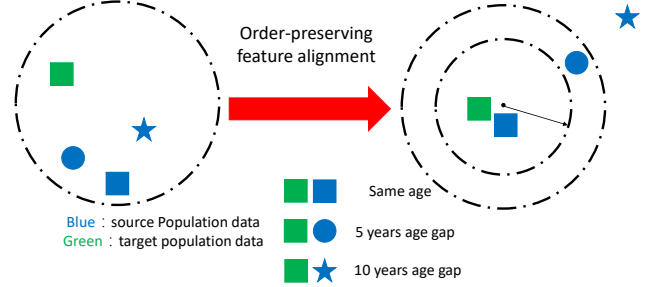 Order-preserving
feature alignment
Blue：source Population data
Green：target population data
Same age
5 years age gap
10 years age gap